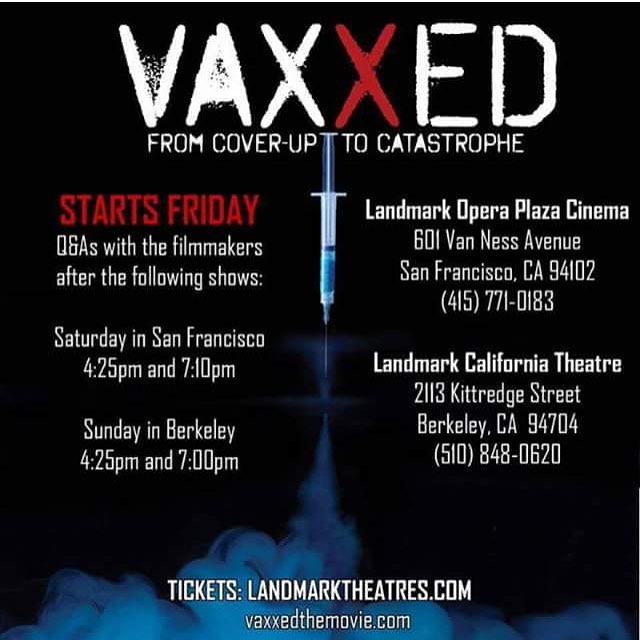 VAXXED
FROM COVER-UP TO CATASTROPHE
STARTS FRIDAY
Q&As with the filmmakers
after the following shows:
Saturday in San Francisco
4:25pm and 7:10pm
Sunday in Berkeley
4:25pm and 7:00pm
Landmark Opera Plaza Cinema
601 Van Ness Avenue
San Francisco, CA 94102
(415) 771-0183
Landmark California Theatre
2113 Kittredge Street
Berkeley, CA 94704
(510) 848-0620
TICKETS: LANDMARKTHEATRES.COM
vaxxedthemovie.com